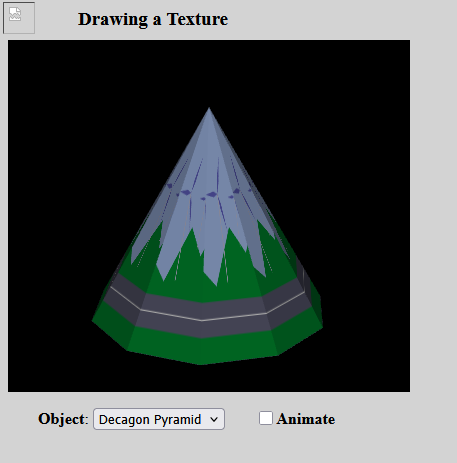 Drawing a Texture
Object: Decagon Pyramid Animate